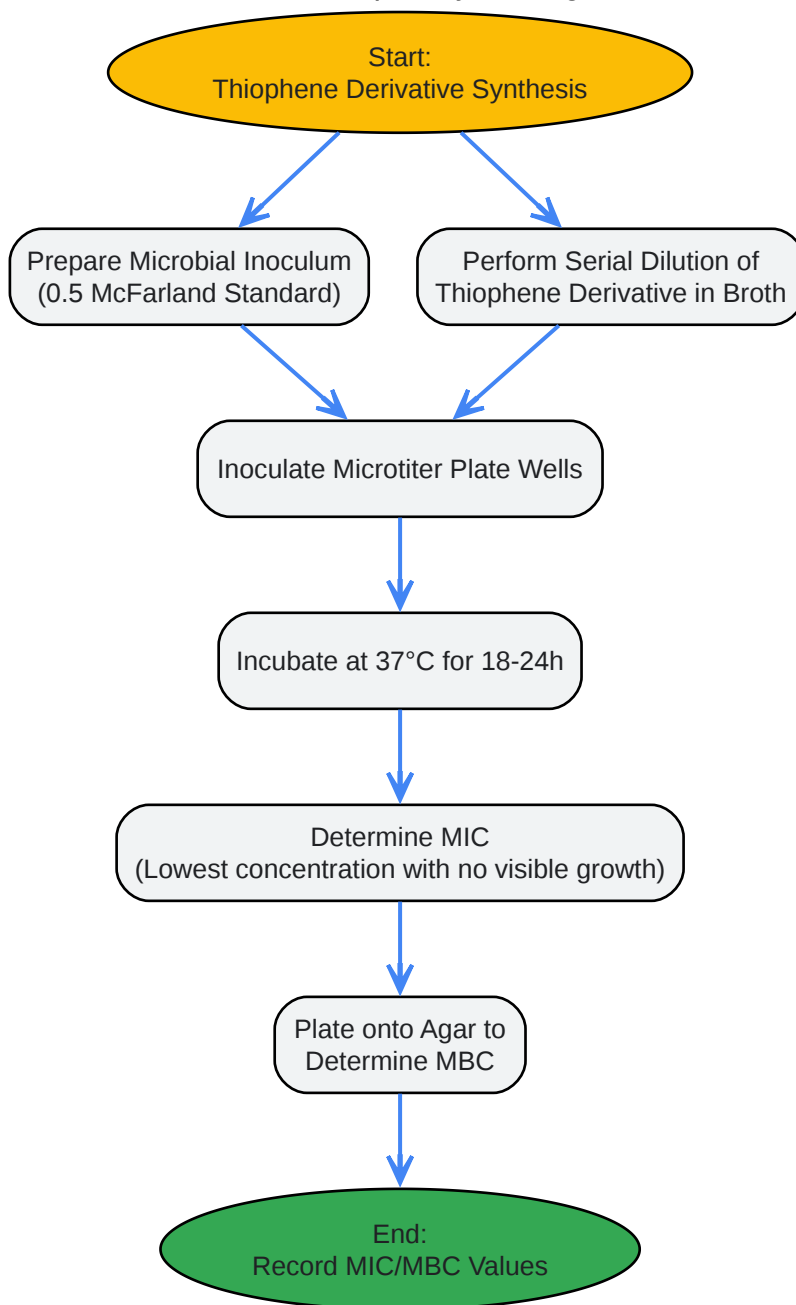 Start:
Thiophene Derivative Synthesis
Prepare Microbial Inoculum
(0.5 McFarland Standard)
Perform Serial Dilution of
Thiophene Derivative in Broth
Inoculate Microtiter Plate Wells
Incubate at 37°C for 18-24h
Determine MIC
(Lowest concentration with no visible growth)
Plate onto Agar to
Determine MBC
End:
Record MIC/MBC Values